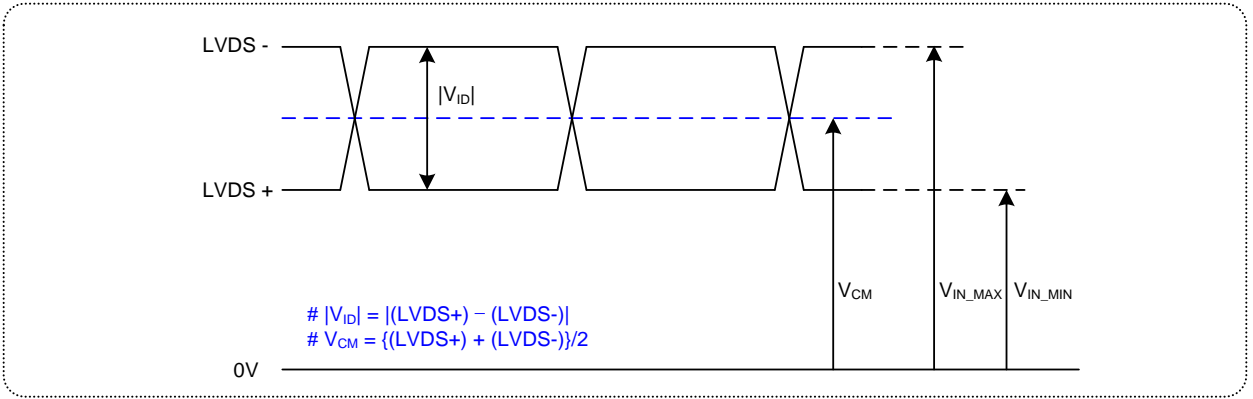 LVDS -
|VID|
LVDS +
VCM
VIN_MAX
VIN_MIN
# |VID| = |(LVDS+) − (LVDS-)|
# VCM = {(LVDS+) + (LVDS-)}/2
0V